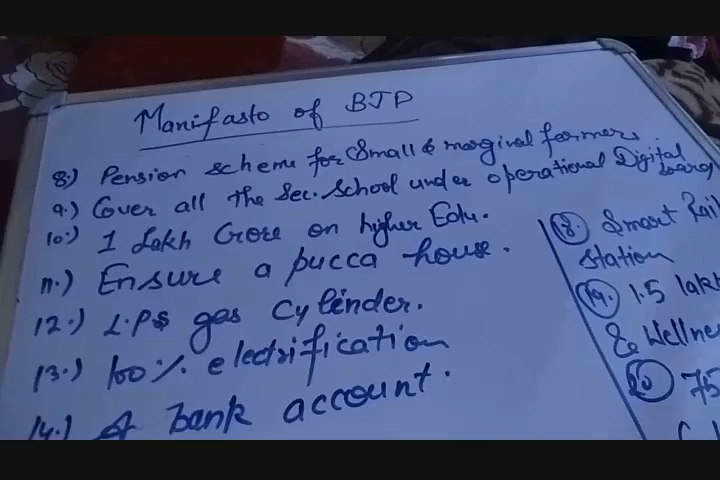 Manifasto of BJP
8.) Pension scheme for Small & marginal farmers
9.) Cover all the Sec. School under operational Digital
board
10.) 1 Lakh Crore on higher Edu.
11.) Ensure a pucca house.
12.) L.P.G gas cylinder.
13.) 100% electrification
14.) A bank account.
18. Smart Rail
Station
19. 1.5 lakh
& Wellnes
20 75